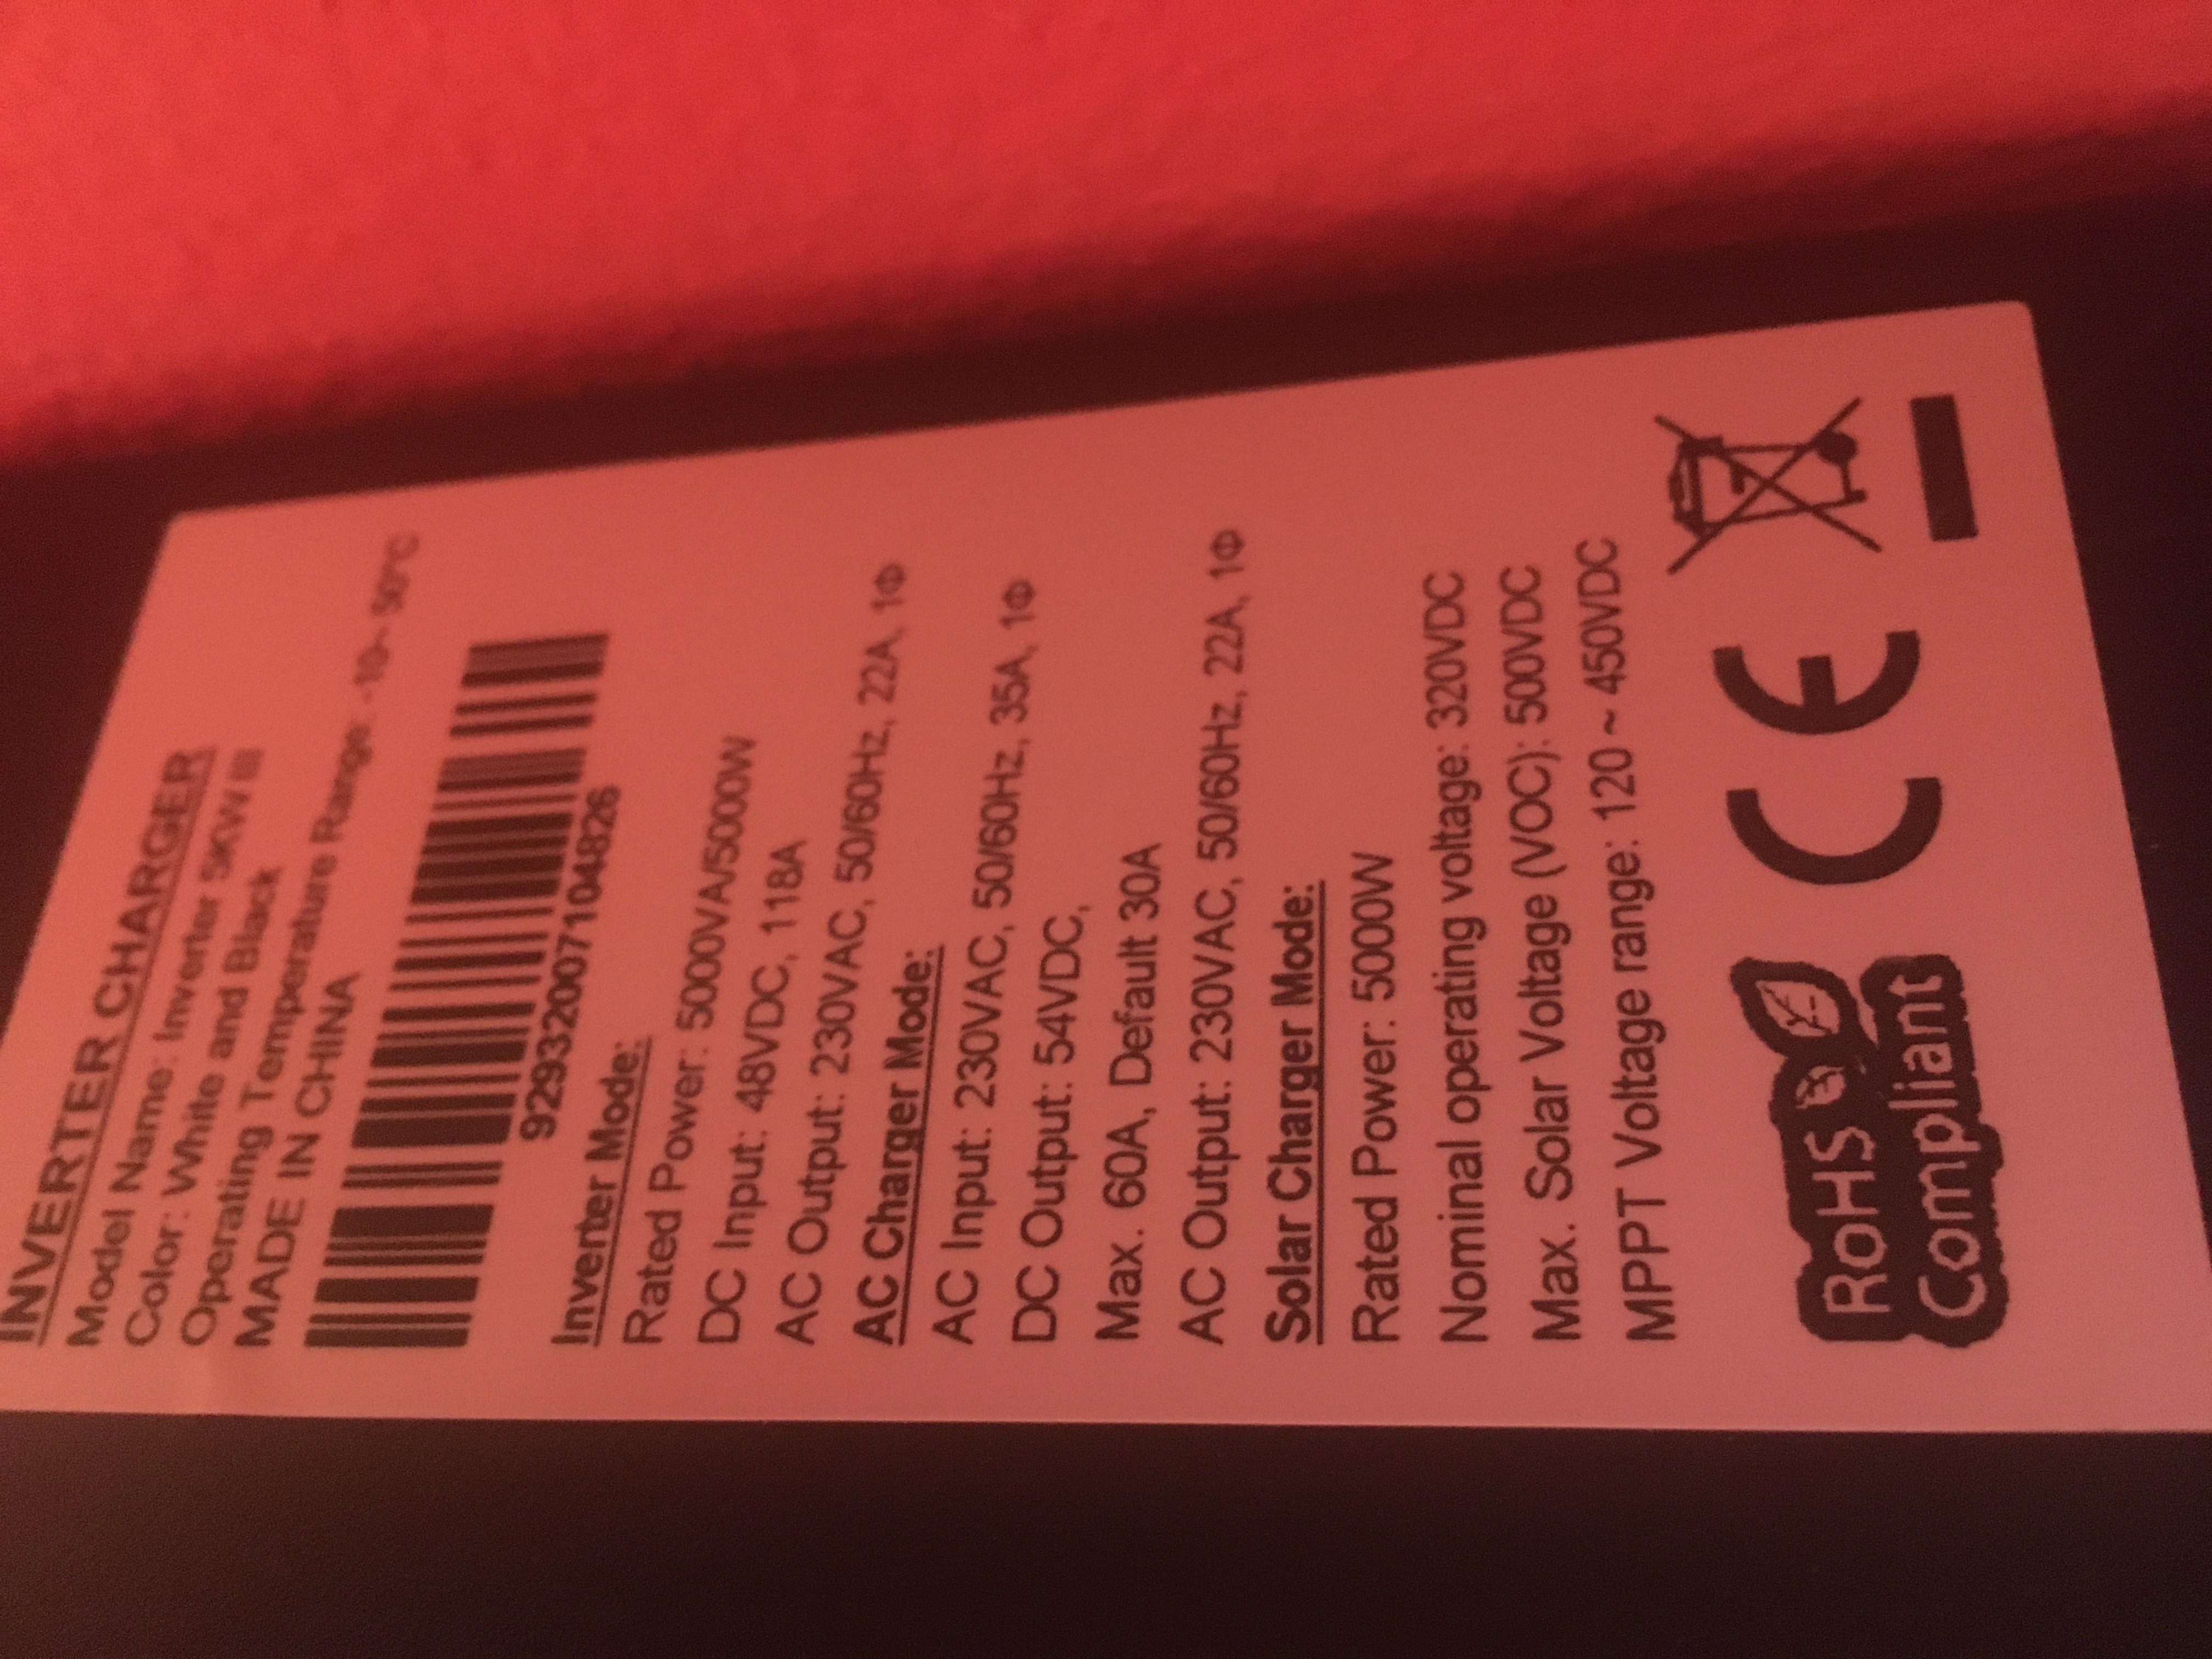 INVERTER CHARGER
Model Name: Inverter 5KW III
Color: White and Black
Operating Temperature Range: -10~ 50°C
MADE IN CHINA
92932007104826
Inverter Mode:
Rated Power: 5000VA/5000W
DC Input: 48VDC, 118A
AC Output: 230VAC, 50/60Hz, 22A, 1Φ
AC Charger Mode:
AC Input: 230VAC, 50/60Hz, 35A, 1Φ
DC Output: 54VDC,
Max. 60A, Default 30A
AC Output: 230VAC, 50/60Hz, 22A, 1Φ
Solar Charger Mode:
Rated Power: 5000W
Nominal operating voltage: 320VDC
Max. Solar Voltage (VOC): 500VDC
MPPT Voltage range: 120 ~ 450VDC
RoHS
Compliant
CE